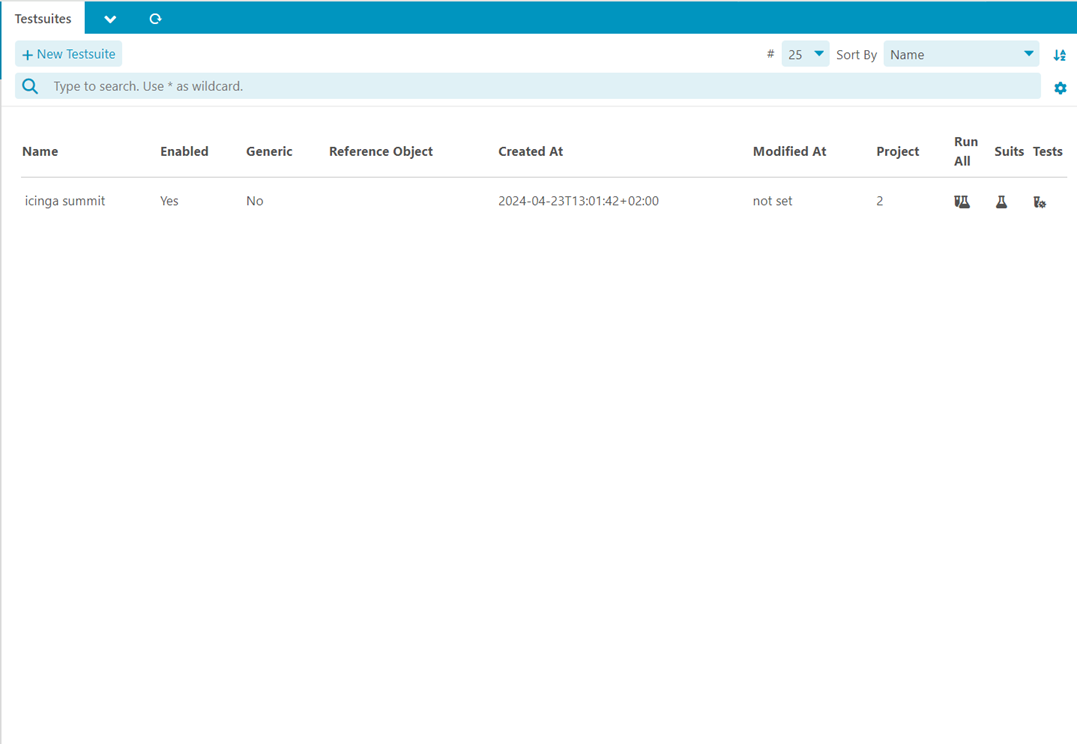 Testsuites
+ New Testsuite
# 25 Sort By Name
Type to search. Use * as wildcard.
Name Enabled Generic Reference Object Created At Modified At Project Run All Suits Tests
icinga summit Yes No 2024-04-23T13:01:42+02:00 not set 2